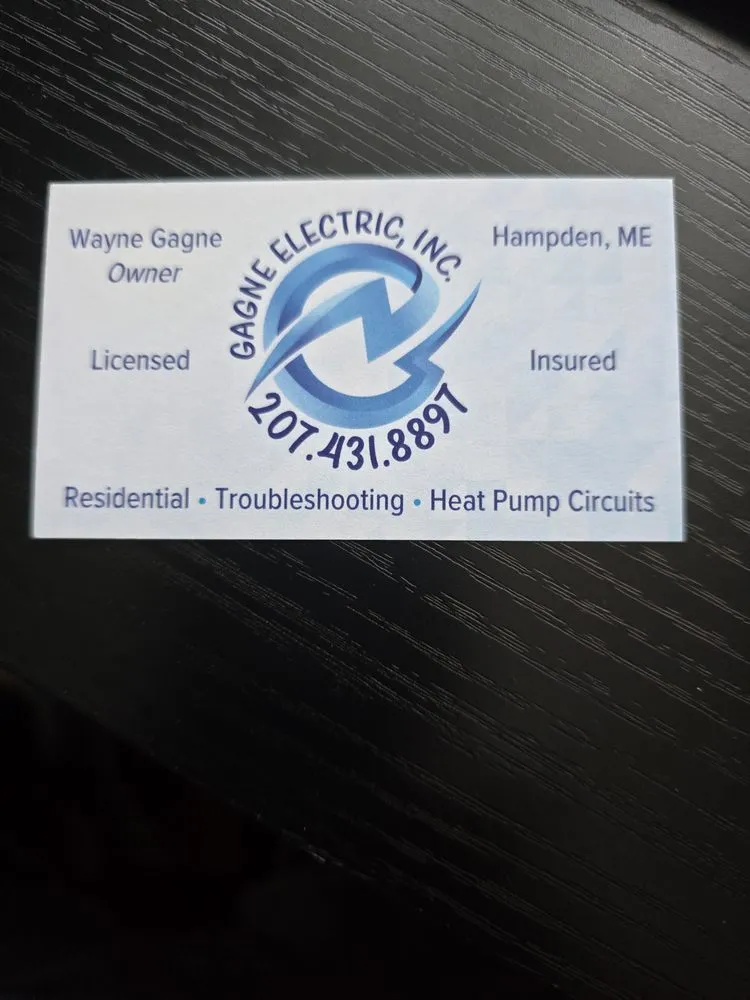 Wayne Gagne
Owner
GAGNE ELECTRIC, INC.
Hampden, ME
Licensed
Insured
207.431.8897
Residential • Troubleshooting • Heat Pump Circuits